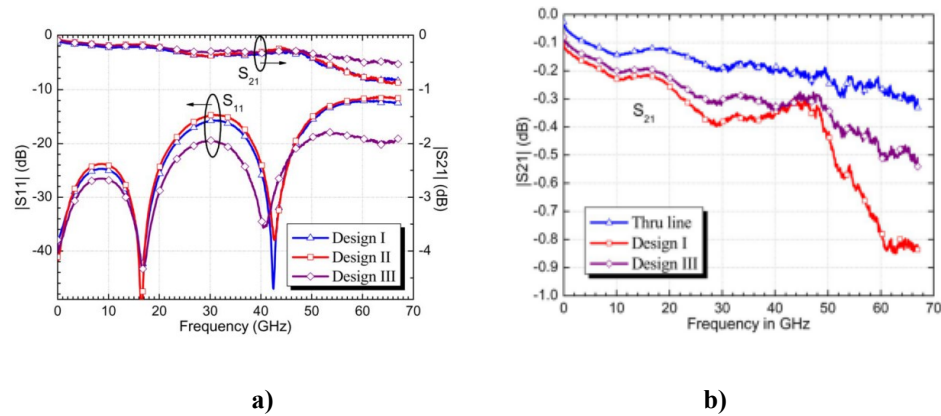 0
-10
-20
-30
-40
|S11| (dB)
0
-1
-2
-3
-4
-5
|S21| (dB)
S21
S11
Design I
Design II
Design III
0 10 20 30 40 50 60 70
Frequency (GHz)
a)
0.0
-0.1
-0.2
-0.3
-0.4
-0.5
-0.6
-0.7
-0.8
-0.9
-1.0
|S21| (dB)
S21
Thru line
Design I
Design III
0 10 20 30 40 50 60 70
Frequency in GHz
b)